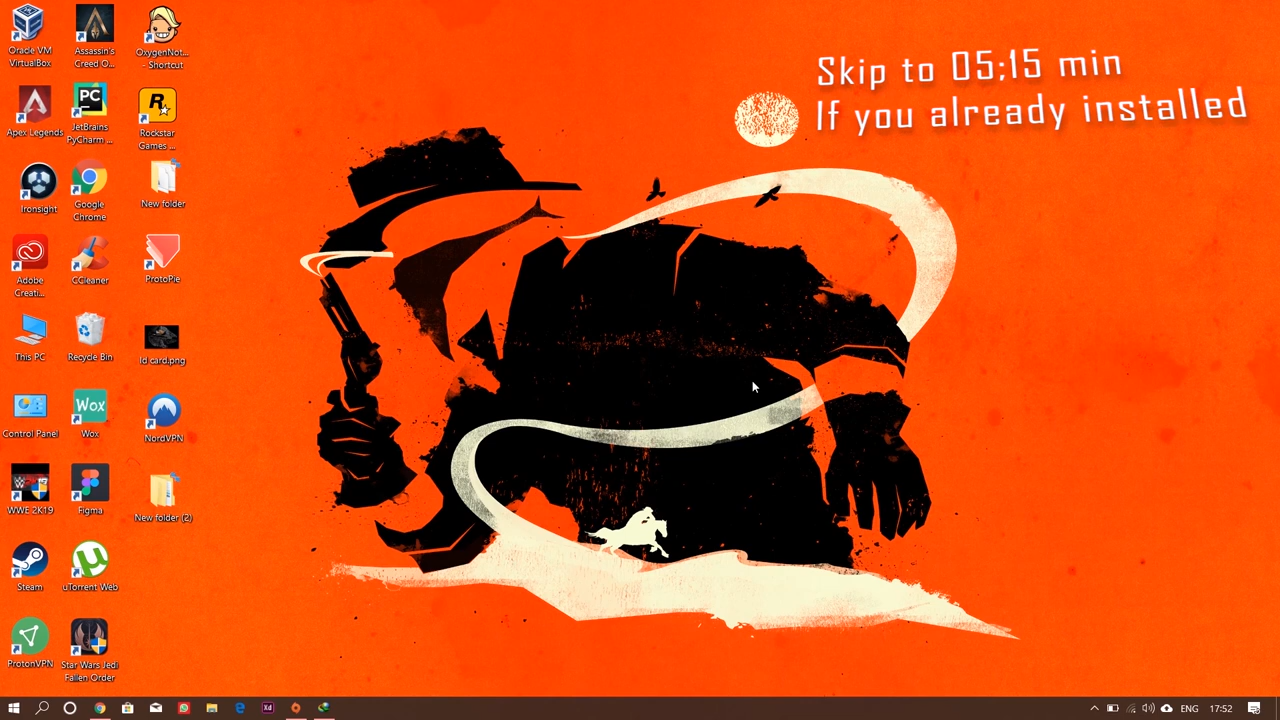 Skip to 05;15 min
If you already installed
Oracle VM
VirtualBox
Assassin's
Creed O...
OxygenNot...
- Shortcut
Apex Legends
PC
JetBrains
PyCharm ...
R
Rockstar
Games ...
Ironsight
Google
Chrome
New folder
Adobe
Creati...
CCleaner
ProtoPie
This PC
Recycle Bin
Id card.png
Control Panel
Wox
Wox
NordVPN
WWE 2K19
Figma
New folder (2)
Steam
uTorrent Web
ProtonVPN
Star Wars Jedi
Fallen Order
Xd
ENG
17:52